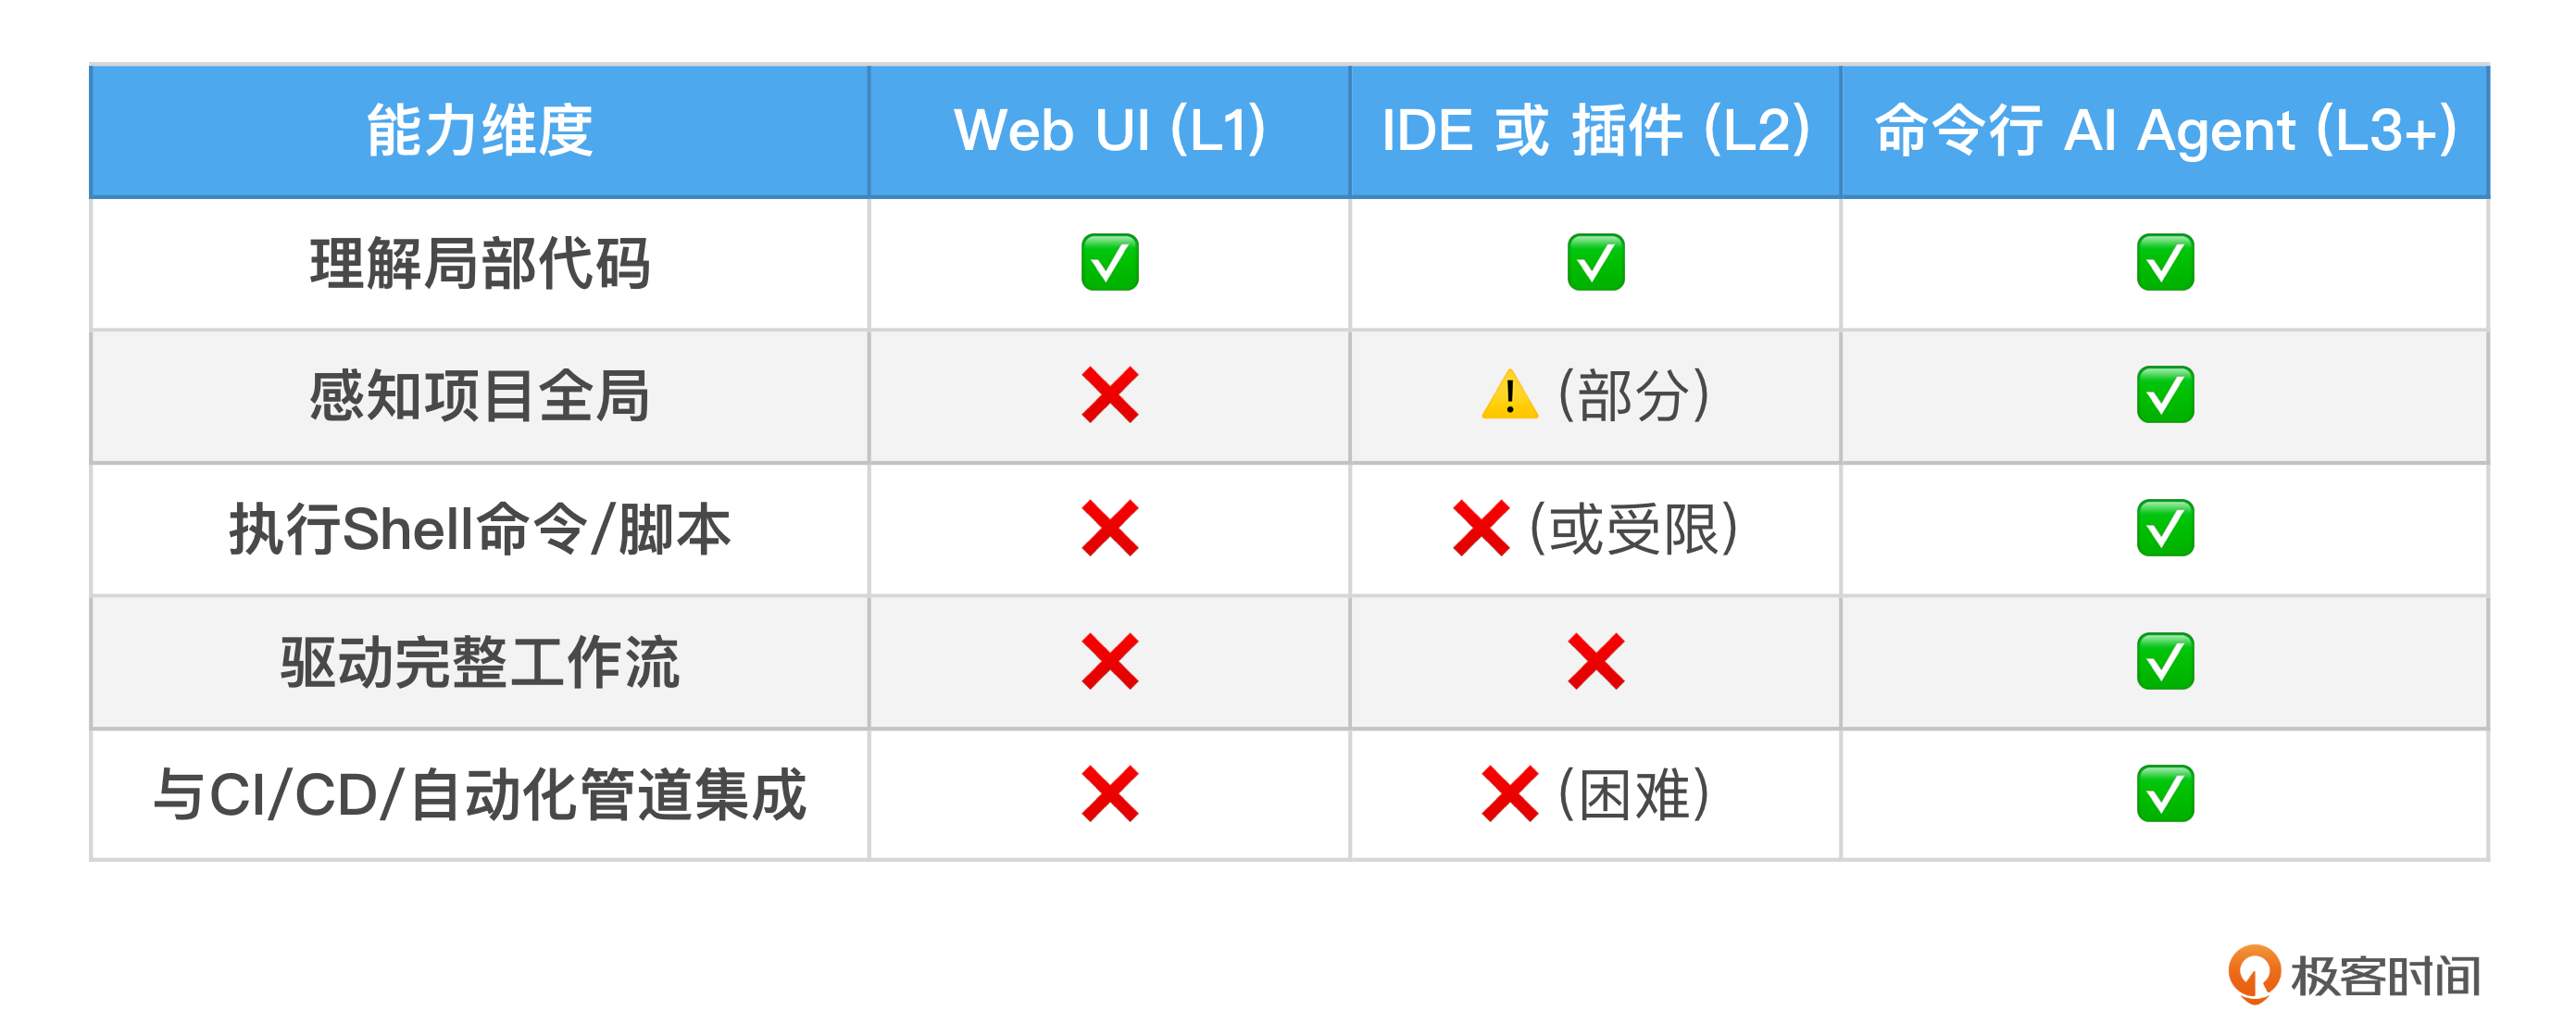 能力维度 Web UI (L1) IDE 或 插件 (L2) 命令行 AI Agent (L3+)
理解局部代码 ✅ ✅ ✅
感知项目全局 ❌ ⚠️ (部分) ✅
执行Shell命令/脚本 ❌ ❌ (或受限) ✅
驱动完整工作流 ❌ ❌ ✅
与CI/CD/自动化管道集成 ❌ ❌ (困难) ✅
极客时间